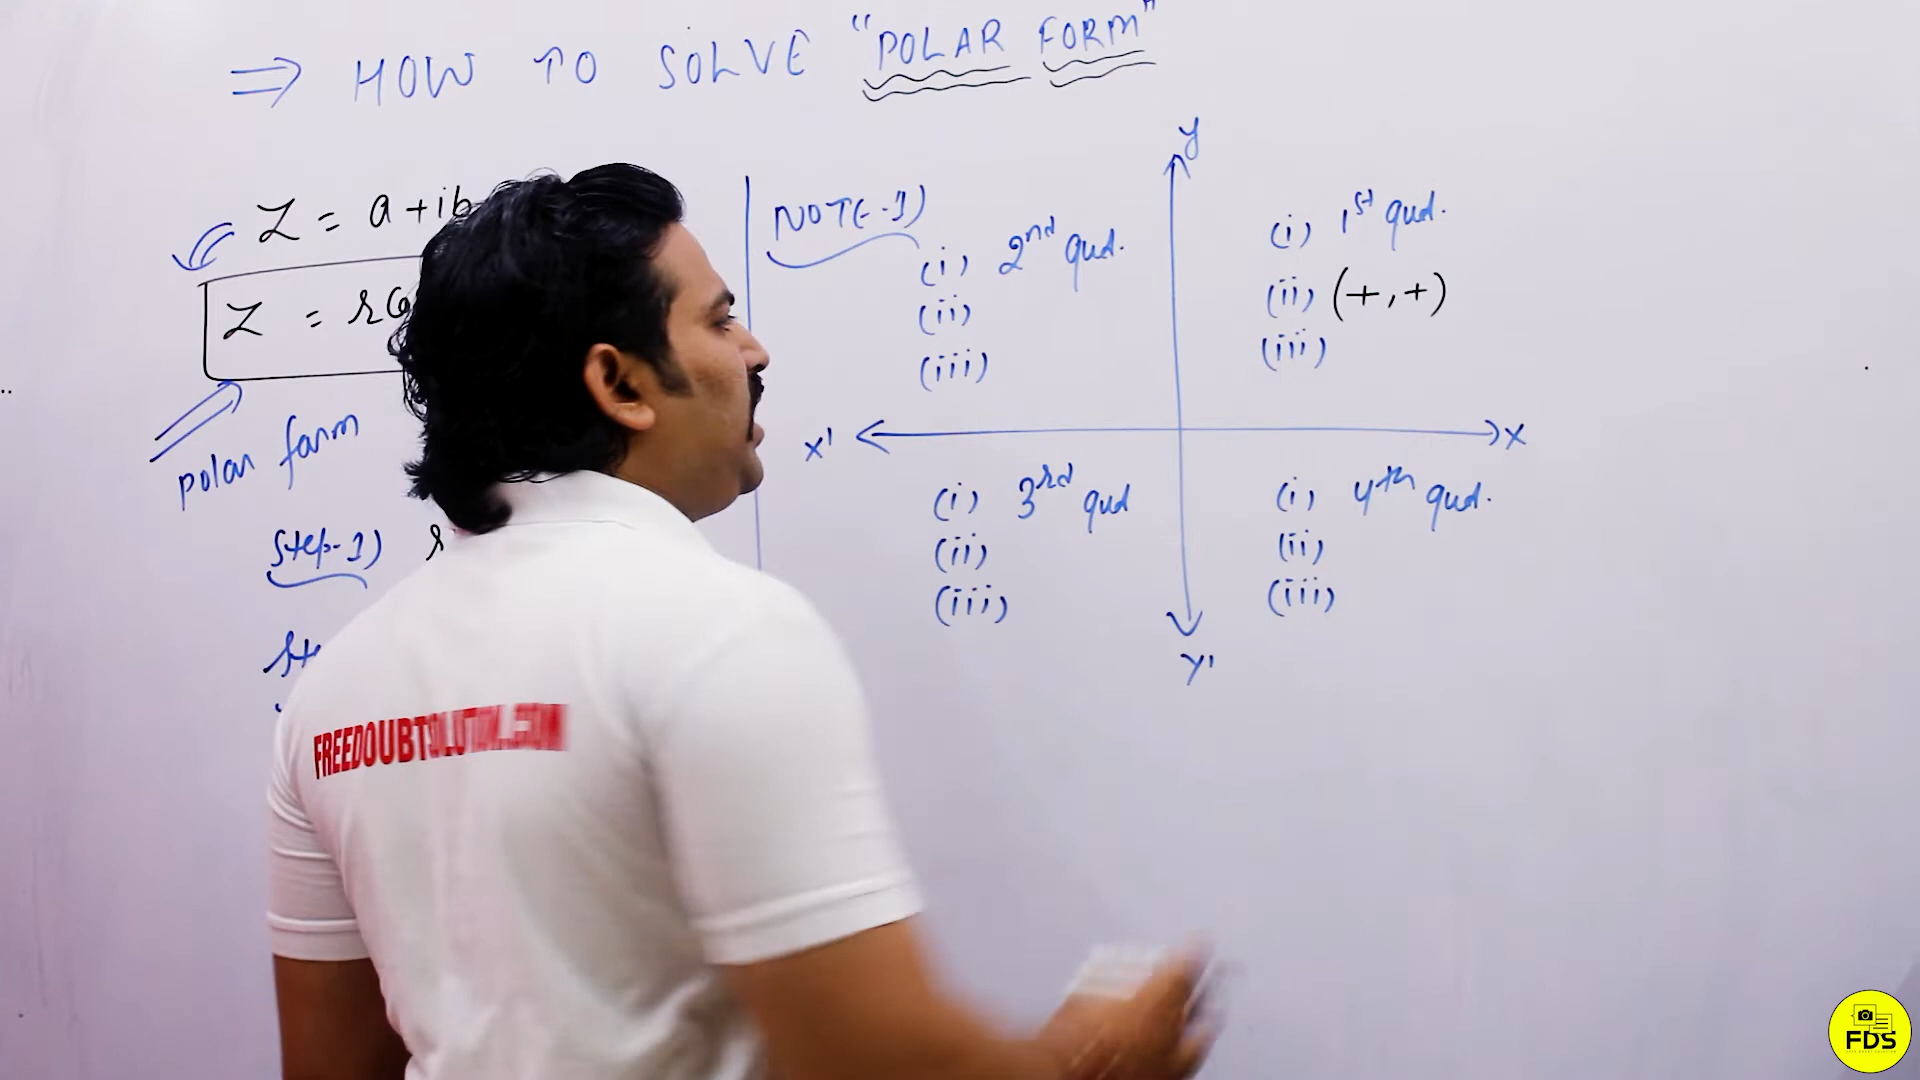 ⇒ HOW TO SOLVE "POLAR FORM"
Z = a+ib
Z = r(
polar form
Step-1) r
NOTE-1)
(i) 2nd qud.
(ii)
(iii)
y
(i) 1st qud.
(ii) (+,+)
(iii)
x'
x
(i) 3rd qud
(ii)
(iii)
(i) 4th qud.
(ii)
(iii)
y'
FREEDOUBTSOLUTION.COM
FDS